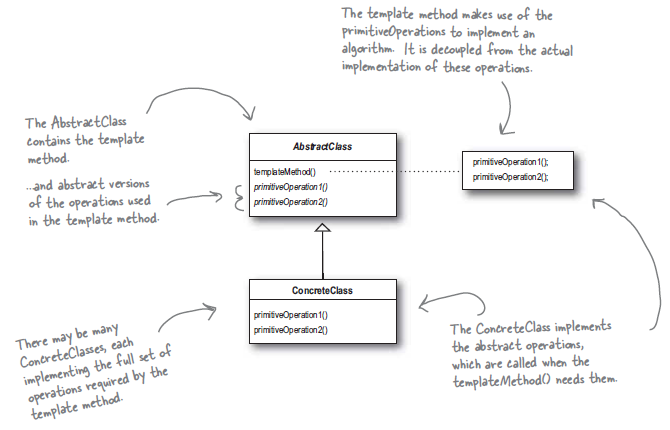 The template method makes use of the
primitiveOperations to implement an
algorithm. It is decoupled from the actual
implementation of these operations.
The AbstractClass
contains the template
method.
...and abstract versions
of the operations used
in the template method.
AbstractClass
templateMethod()
primitiveOperation1()
primitiveOperation2()
primitiveOperation1();
primitiveOperation2();
ConcreteClass
primitiveOperation1()
primitiveOperation2()
There may be many
ConcreteClasses, each
implementing the full set of
operations required by the
template method.
The ConcreteClass implements
the abstract operations,
which are called when the
templateMethod() needs them.